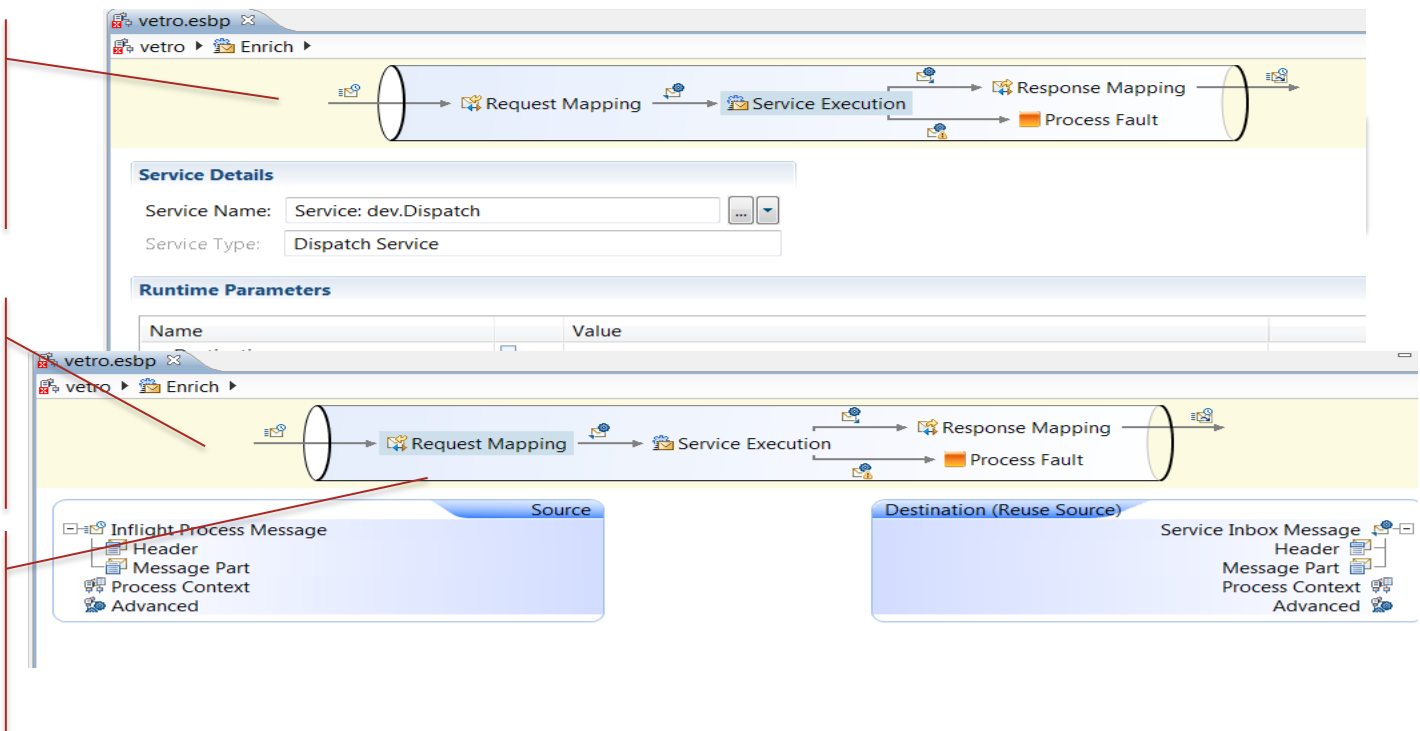 vetro.esbp
vetro Enrich
Request Mapping
Service Execution
Response Mapping
Process Fault
Service Details
Service Name: Service: dev.Dispatch ...
Service Type: Dispatch Service
Runtime Parameters
Name Value
vetro.esbp
vetro Enrich
Request Mapping
Service Execution
Response Mapping
Process Fault
Source
Inflight Process Message
Header
Message Part
Process Context
Advanced
Destination (Reuse Source)
Service Inbox Message
Header
Message Part
Process Context
Advanced